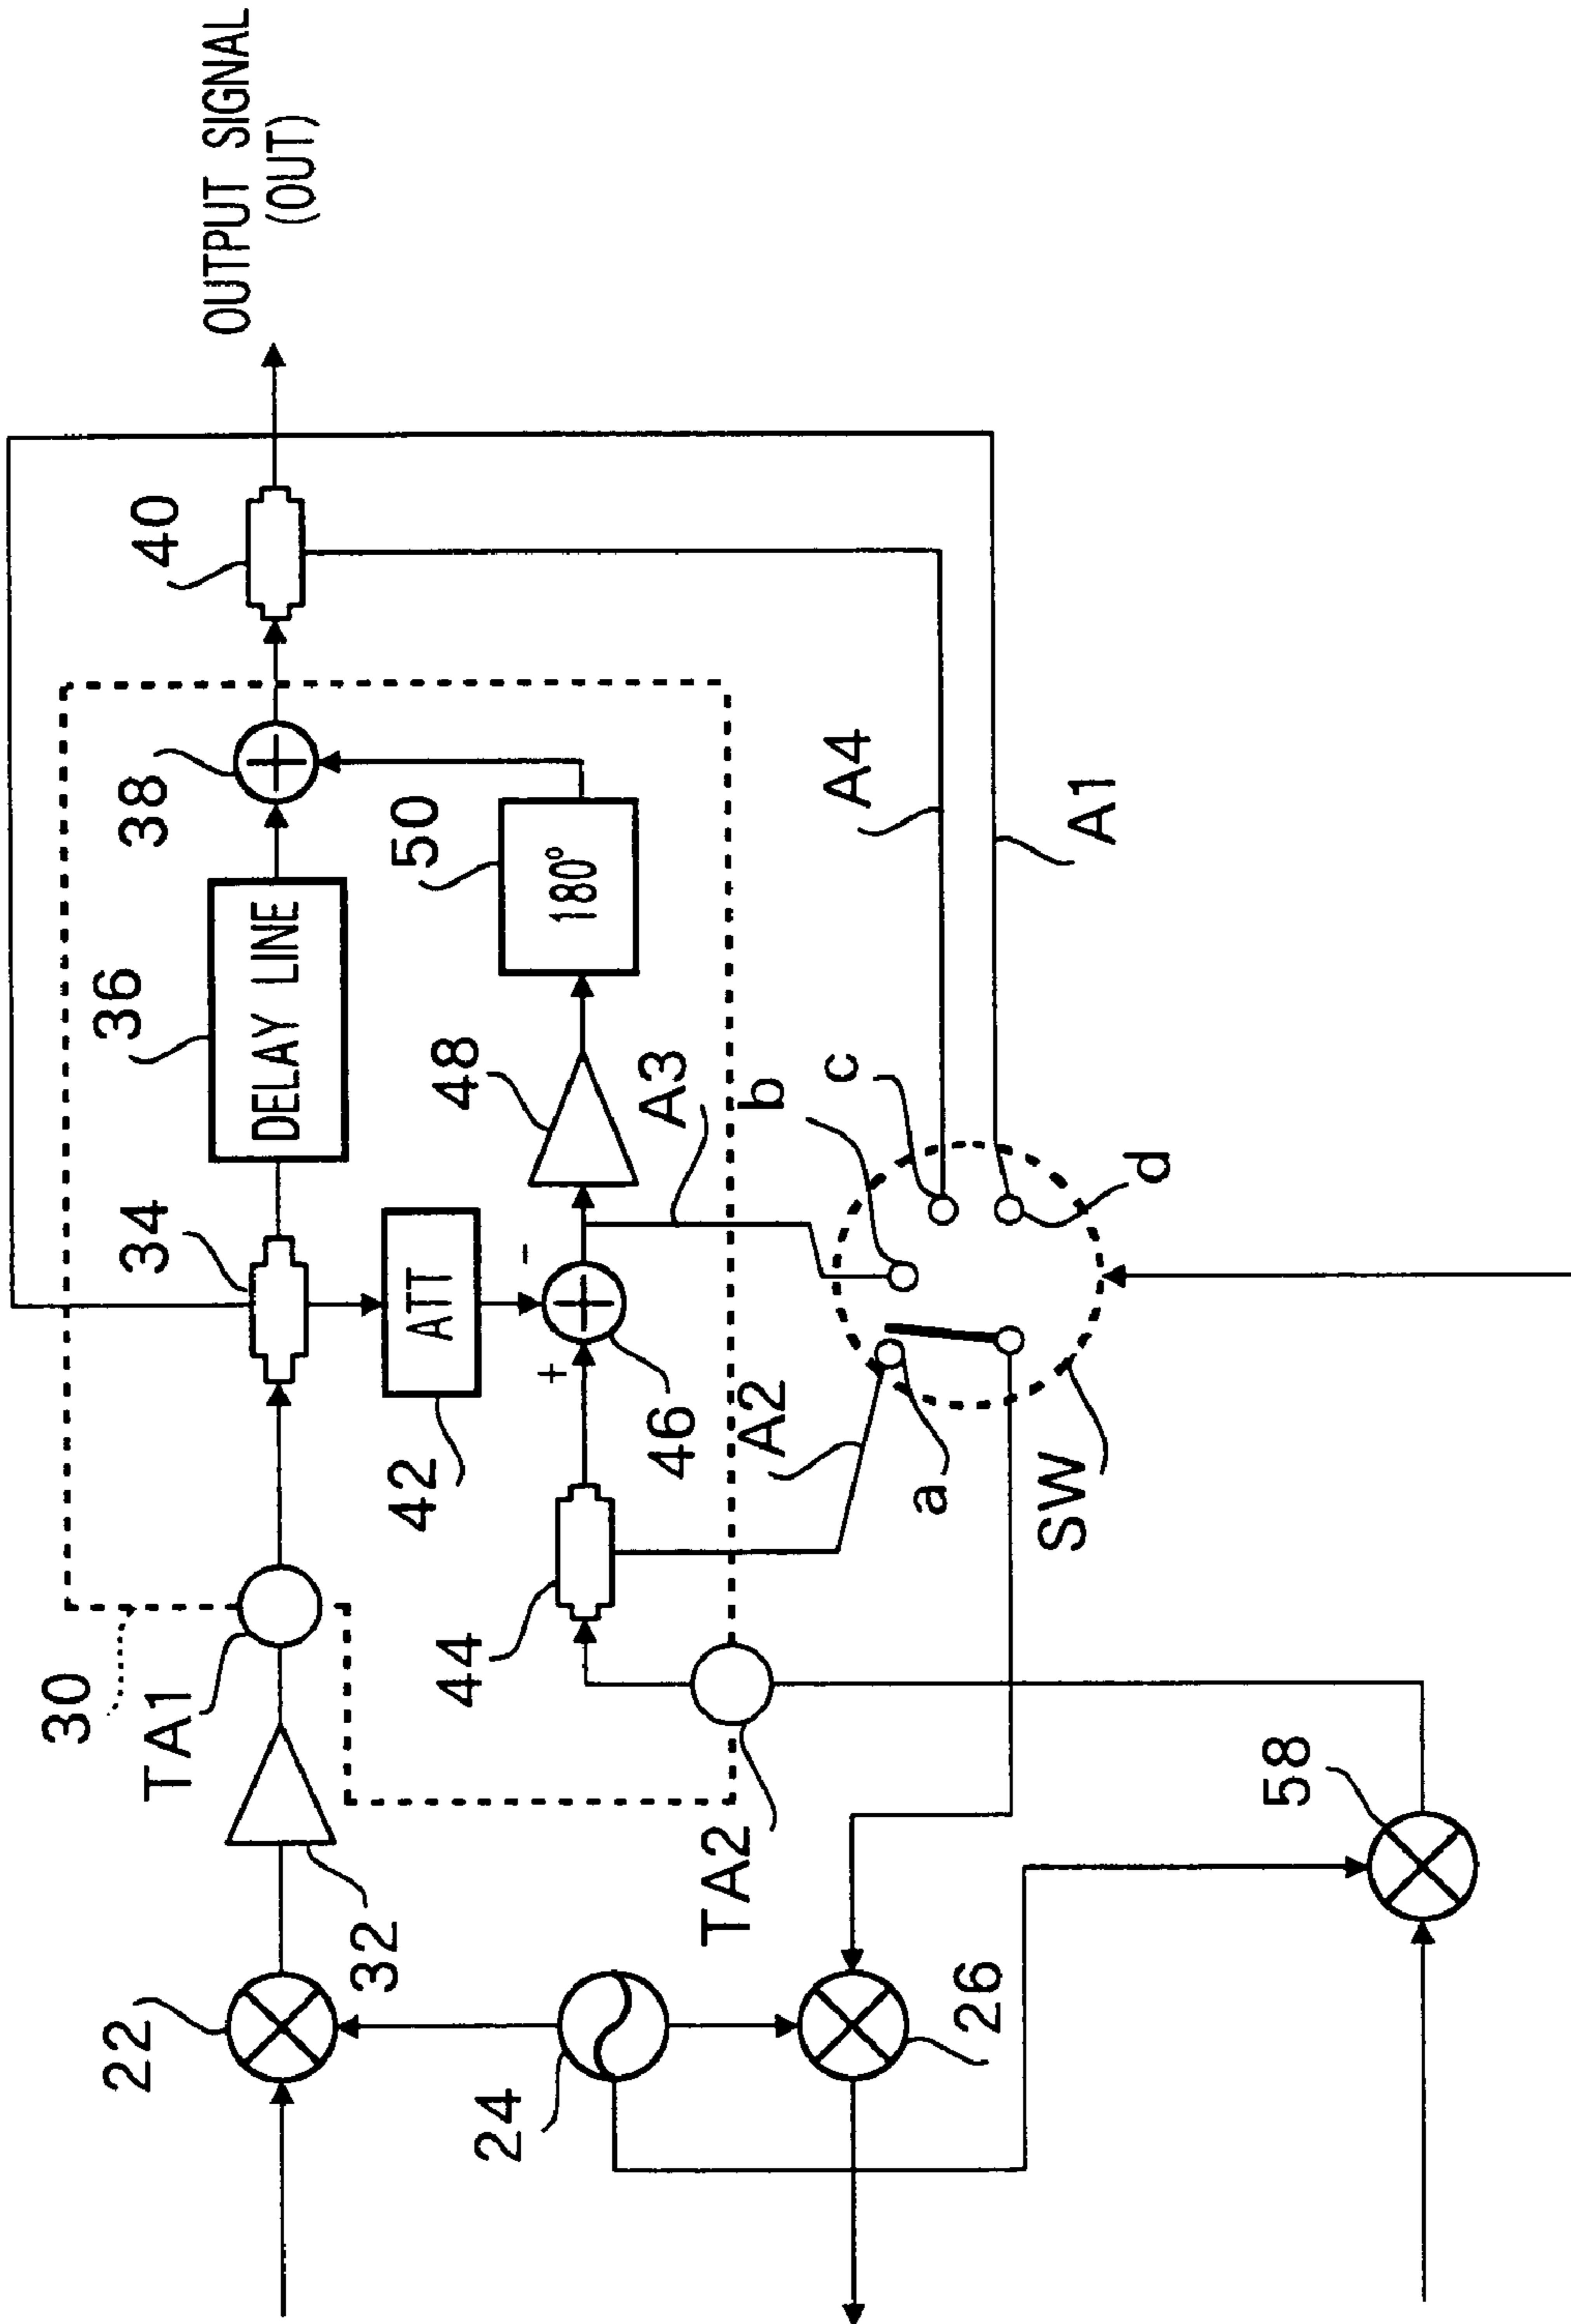 OUTPUT SIGNAL
(OUT)
40
38
36
DELAY LINE
34
30
TA1
32
22
50
180°
48
A3
ATT
42
-
+
46
44
A2
TA2
24
26
58
A4
A1
b
c
d
a
SW